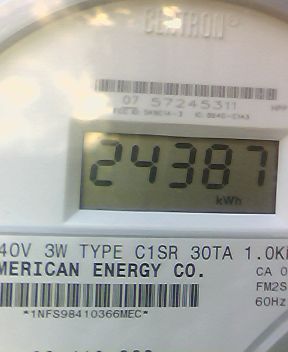 CENTRON®
07 57245311
24387
kWh
40V 3W TYPE C1SR 30TA 1.0K
MERICAN ENERGY CO.
CA 0
FM2S
60Hz
*1NFS98410366MEC*